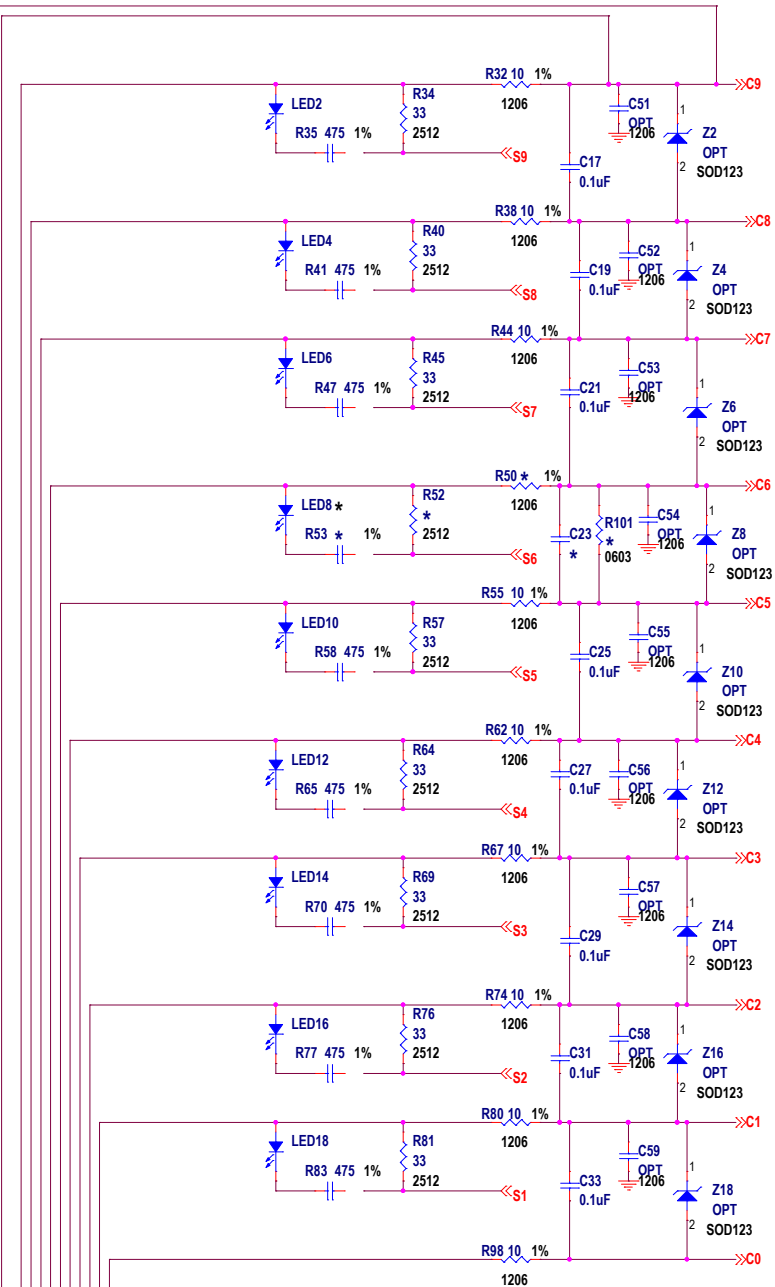 R32 10 1%
1206
C9
LED2
R34
33
2512
R35 475 1%
S9
C17
0.1uF
C51
OPT
1206
1
Z2
OPT
2
SOD123
R38 10 1%
1206
C8
LED4
R40
33
2512
R41 475 1%
S8
C19
0.1uF
C52
OPT
1206
1
Z4
OPT
2
SOD123
R44 10 1%
1206
C7
LED6
R45
33
2512
R47 475 1%
S7
C21
0.1uF
C53
OPT
1206
1
Z6
OPT
2
SOD123
R50 * 1%
1206
C6
LED8 *
R52
*
2512
R53 * 1%
S6
C23
*
R101
*
0603
C54
OPT
1206
1
Z8
OPT
2
SOD123
R55 10 1%
1206
C5
LED10
R57
33
2512
R58 475 1%
S5
C25
0.1uF
C55
OPT
1206
1
Z10
OPT
2
SOD123
R62 10 1%
1206
C4
LED12
R64
33
2512
R65 475 1%
S4
C27
0.1uF
C56
OPT
1206
1
Z12
OPT
2
SOD123
R67 10 1%
1206
C3
LED14
R69
33
2512
R70 475 1%
S3
C29
0.1uF
C57
OPT
1206
1
Z14
OPT
2
SOD123
R74 10 1%
1206
C2
LED16
R76
33
2512
R77 475 1%
S2
C31
0.1uF
C58
OPT
1206
1
Z16
OPT
2
SOD123
R80 10 1%
1206
C1
LED18
R81
33
2512
R83 475 1%
S1
C33
0.1uF
C59
OPT
1206
1
Z18
OPT
2
SOD123
R98 10 1%
1206
C0